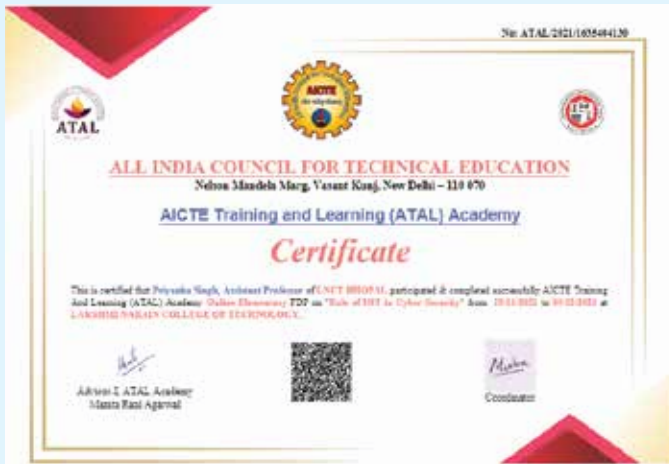 No: ATAL/2021/1635404130
AICTE
ATAL
ALL INDIA COUNCIL FOR TECHNICAL EDUCATION
Nelson Mandela Marg, Vasant Kunj, New Delhi – 110 070
AICTE Training and Learning (ATAL) Academy
Certificate
This is certified that Priyanka Singh, Assistant Professor of LNCT BHOPAL participated & completed successfully AICTE Training
And Learning (ATAL) Academy Online Elementary FDP on "Role of in Cyber Security" from to at
LAKSHMI NARAIN COLLEGE OF TECHNOLOGY.
Advisor I, ATAL Academy
Mamta Rani Agarwal
Coordinator